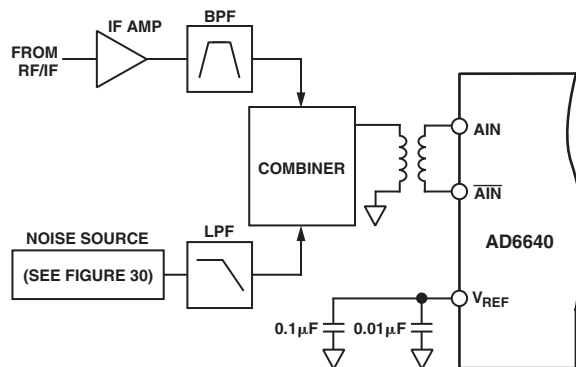 IF AMP
BPF
FROM
RF/IF
COMBINER
AIN
A̅I̅N̅
AD6640
NOISE SOURCE
(SEE FIGURE 30)
LPF
VREF
0.1μF
0.01μF